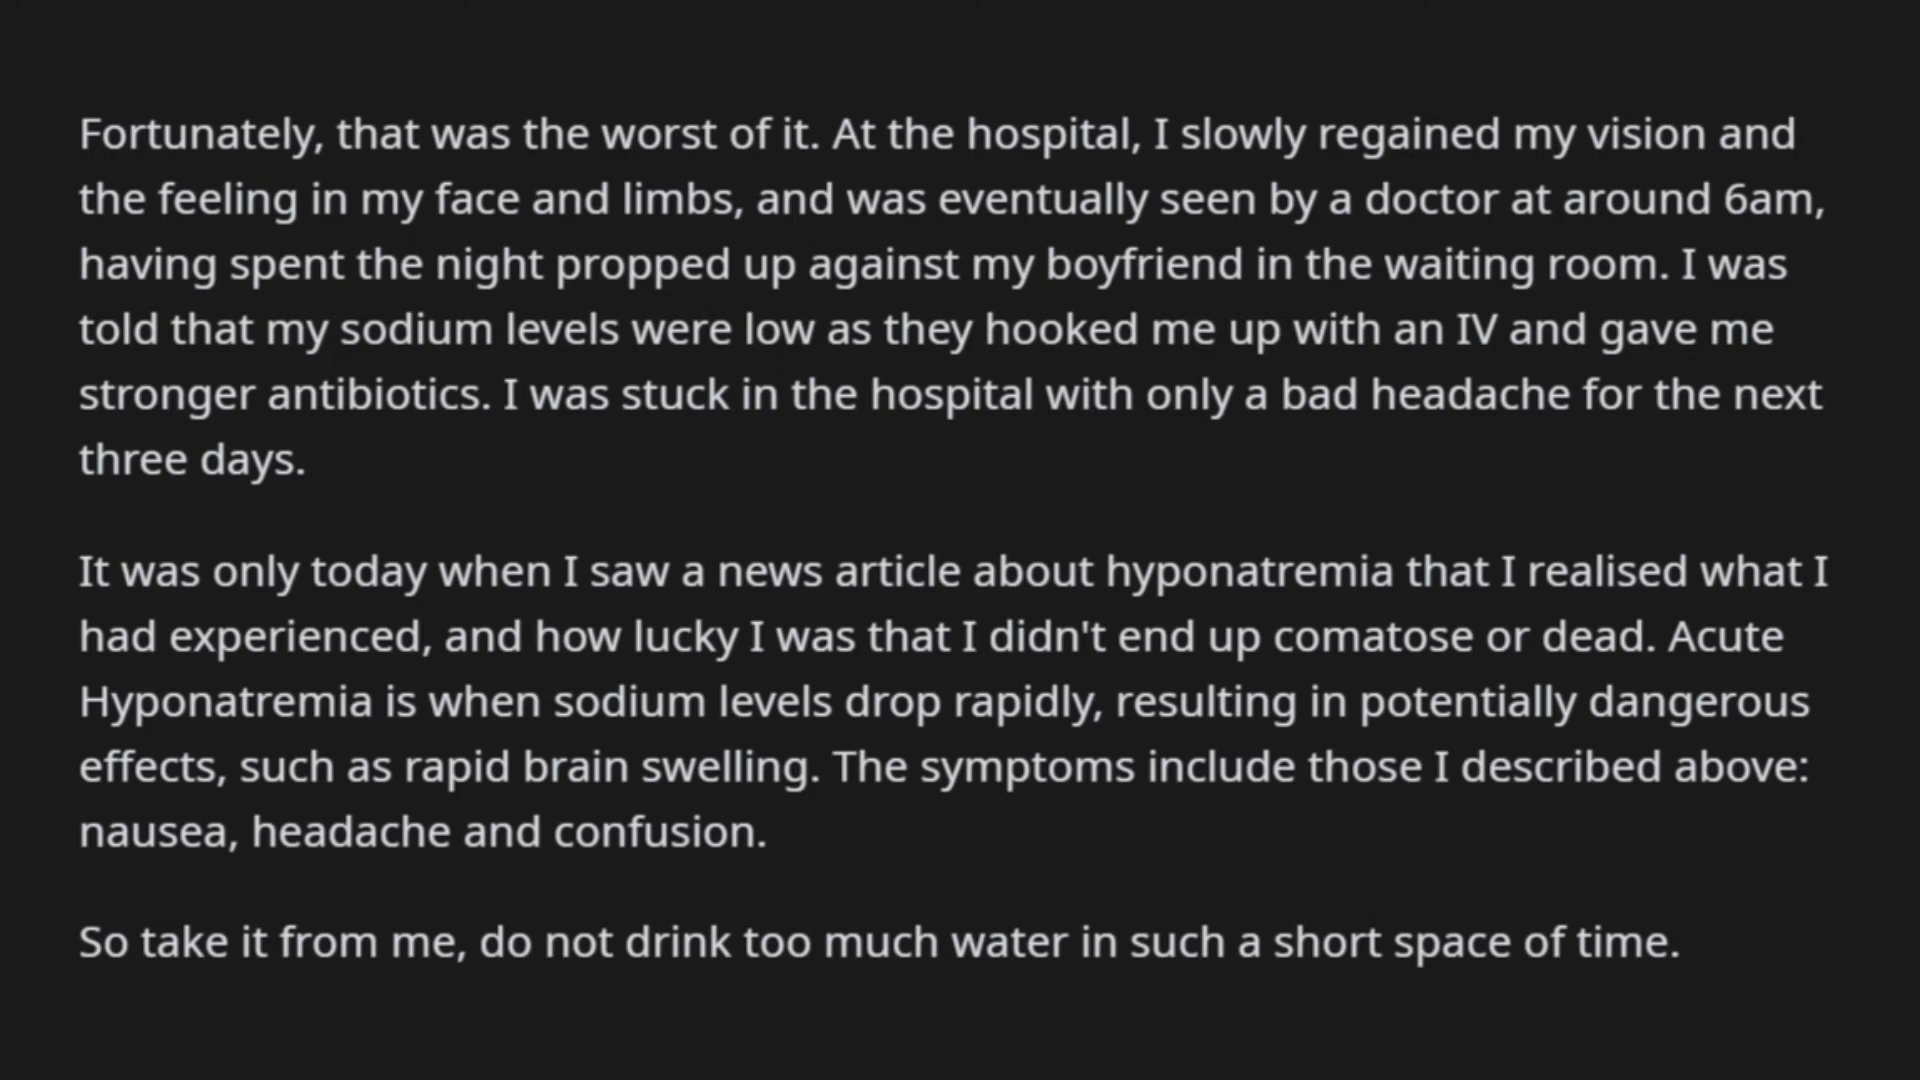 Fortunately, that was the worst of it. At the hospital, I slowly regained my vision and
the feeling in my face and limbs, and was eventually seen by a doctor at around 6am,
having spent the night propped up against my boyfriend in the waiting room. I was
told that my sodium levels were low as they hooked me up with an IV and gave me
stronger antibiotics. I was stuck in the hospital with only a bad headache for the next
three days.
It was only today when I saw a news article about hyponatremia that I realised what I
had experienced, and how lucky I was that I didn't end up comatose or dead. Acute
Hyponatremia is when sodium levels drop rapidly, resulting in potentially dangerous
effects, such as rapid brain swelling. The symptoms include those I described above:
nausea, headache and confusion.
So take it from me, do not drink too much water in such a short space of time.